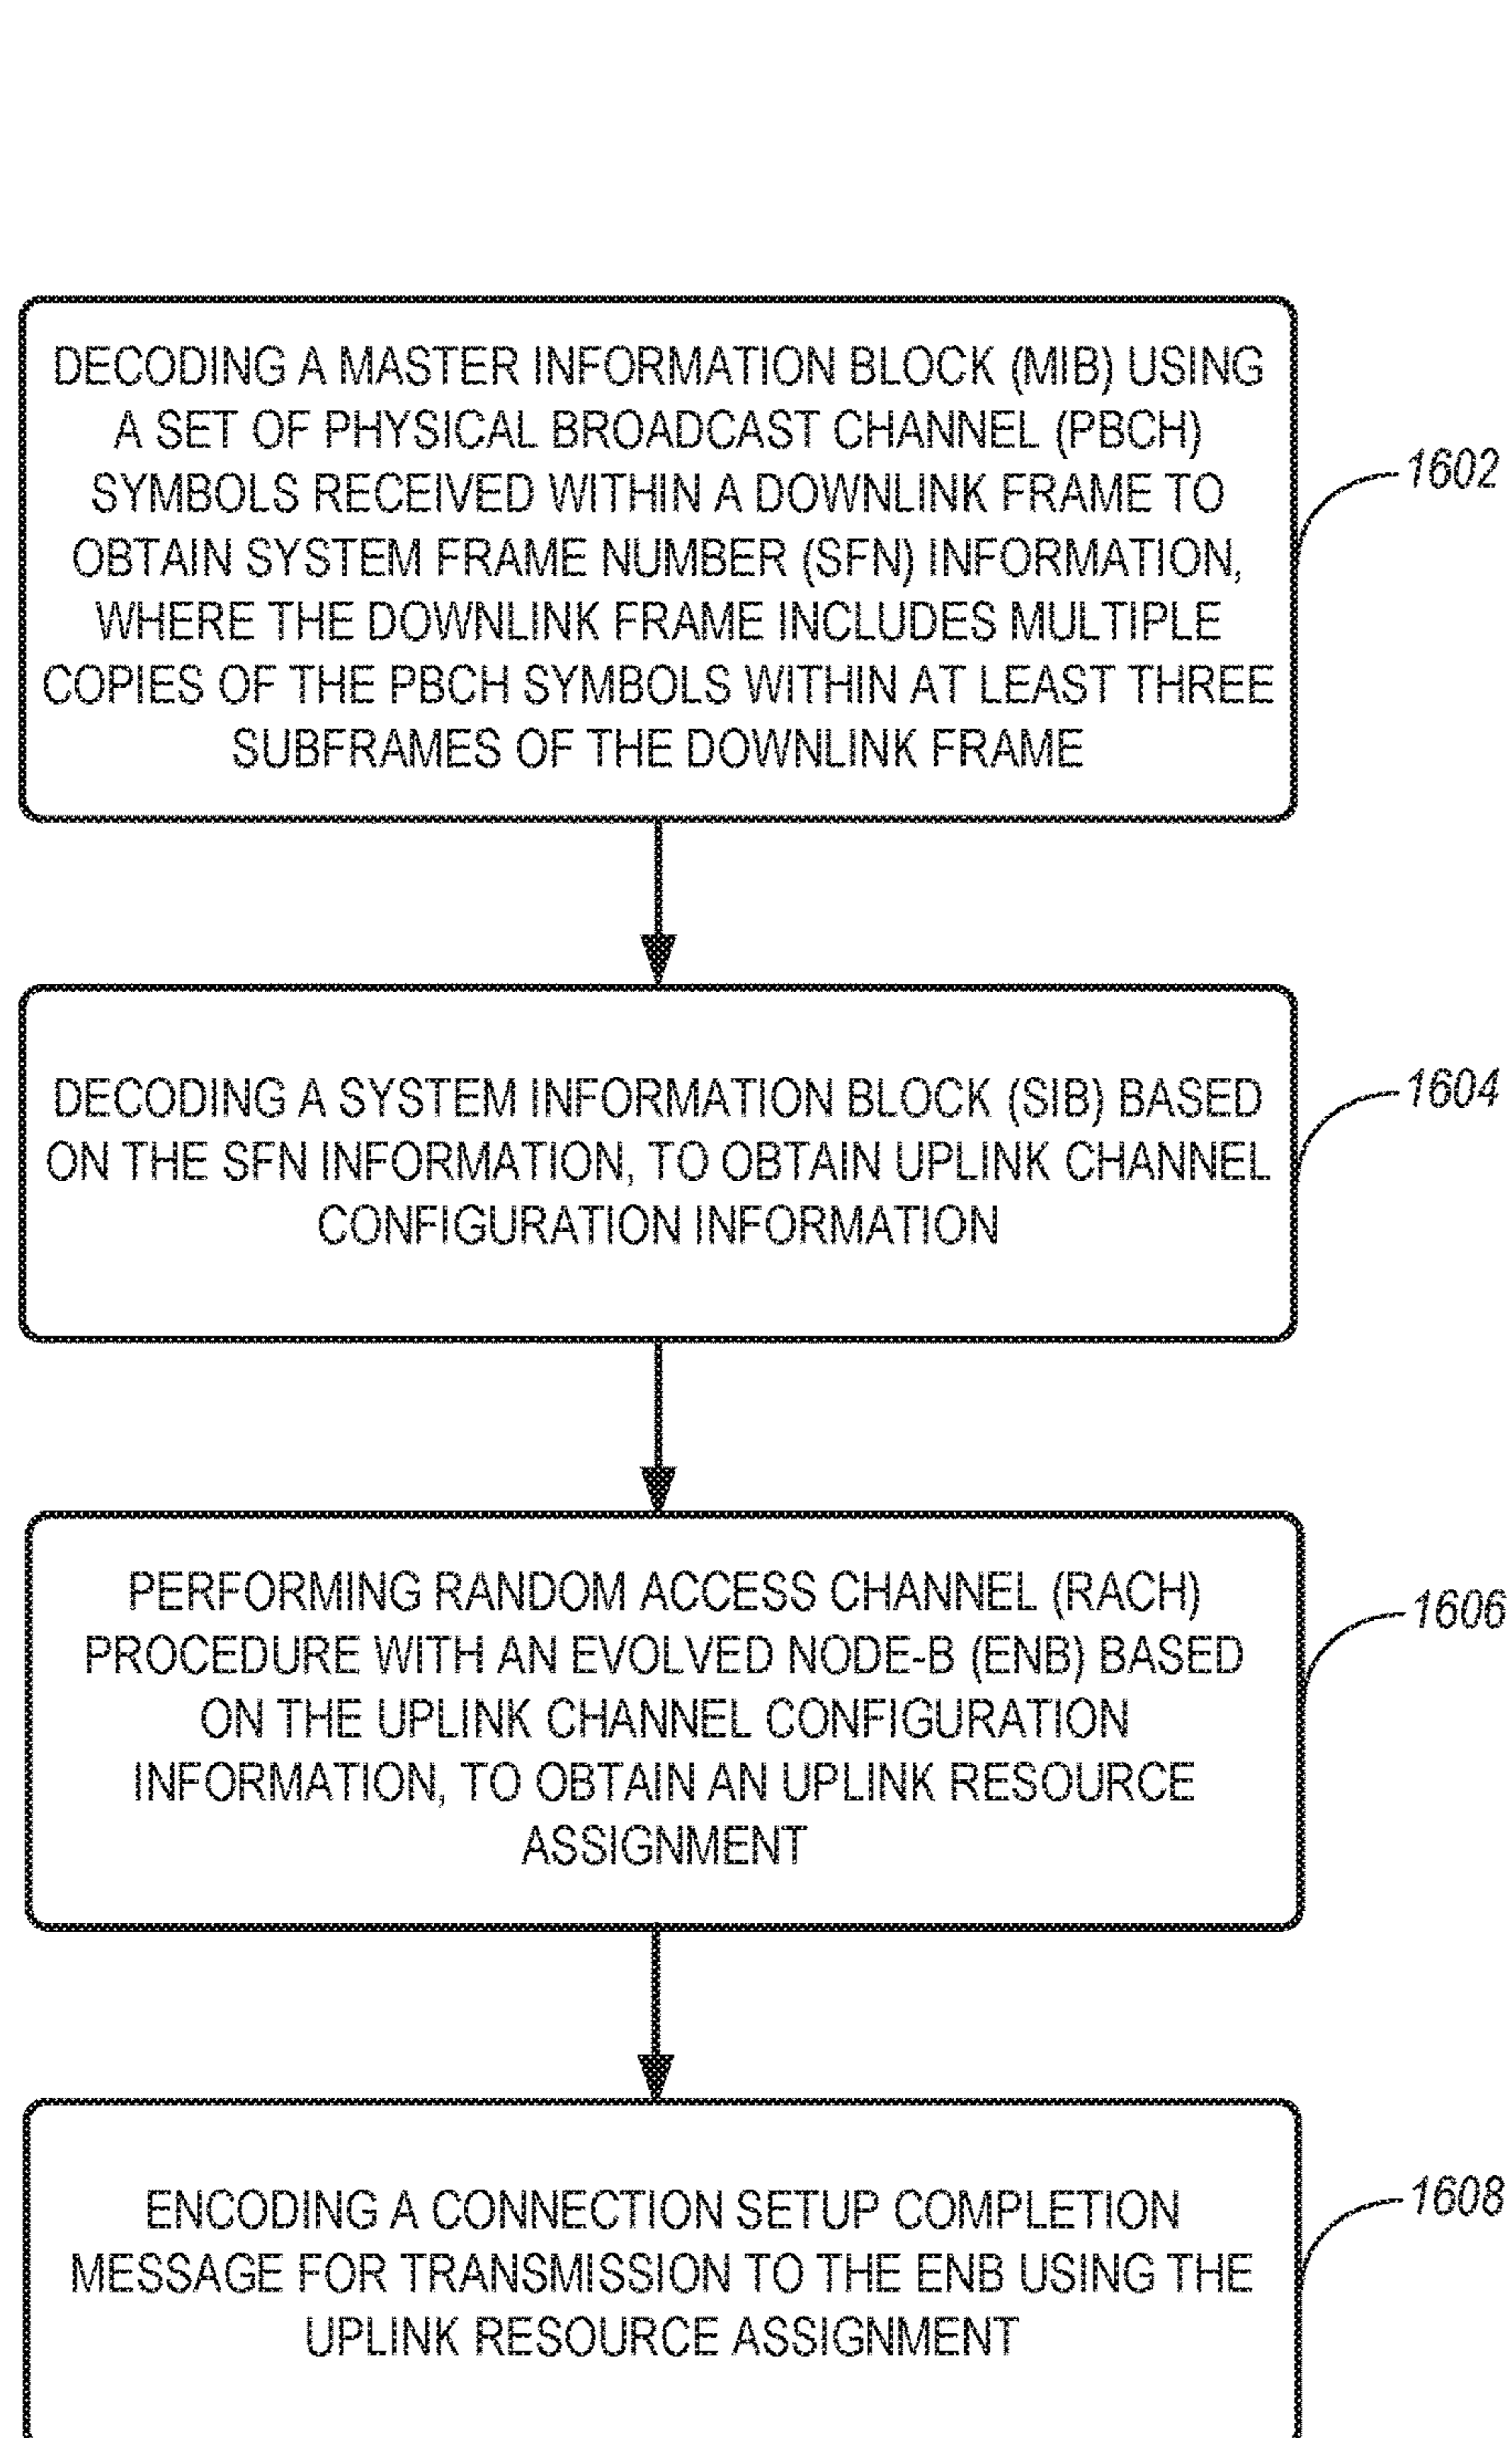 DECODING A MASTER INFORMATION BLOCK (MIB) USING
A SET OF PHYSICAL BROADCAST CHANNEL (PBCH)
SYMBOLS RECEIVED WITHIN A DOWNLINK FRAME TO
OBTAIN SYSTEM FRAME NUMBER (SFN) INFORMATION,
WHERE THE DOWNLINK FRAME INCLUDES MULTIPLE
COPIES OF THE PBCH SYMBOLS WITHIN AT LEAST THREE
SUBFRAMES OF THE DOWNLINK FRAME
1602
DECODING A SYSTEM INFORMATION BLOCK (SIB) BASED
ON THE SFN INFORMATION, TO OBTAIN UPLINK CHANNEL
CONFIGURATION INFORMATION
1604
PERFORMING RANDOM ACCESS CHANNEL (RACH)
PROCEDURE WITH AN EVOLVED NODE-B (ENB) BASED
ON THE UPLINK CHANNEL CONFIGURATION
INFORMATION, TO OBTAIN AN UPLINK RESOURCE
ASSIGNMENT
1606
ENCODING A CONNECTION SETUP COMPLETION
MESSAGE FOR TRANSMISSION TO THE ENB USING THE
UPLINK RESOURCE ASSIGNMENT
1608